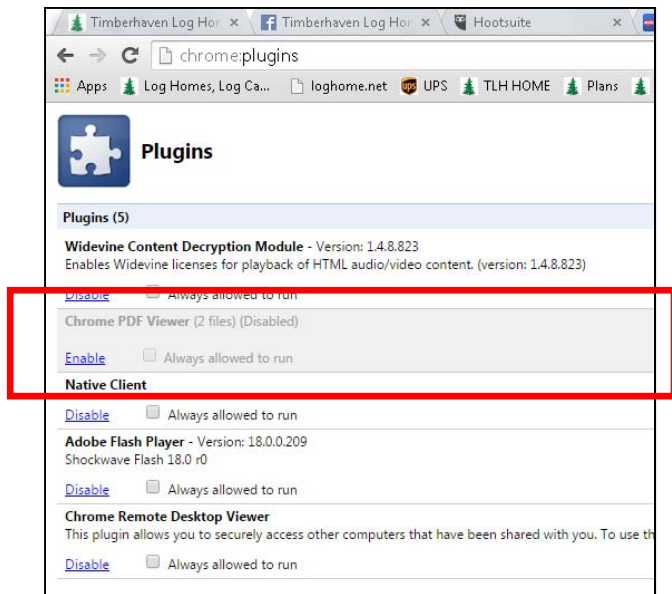 Timberhaven Log Hor
Timberhaven Log Hor
Hootsuite
chrome:plugins
Apps Log Homes, Log Ca... loghome.net UPS TLH HOME Plans
Plugins
Plugins (5)
Widevine Content Decryption Module - Version: 1.4.8.823
Enables Widevine licenses for playback of HTML audio/video content. (version: 1.4.8.823)
Disable Always allowed to run
Chrome PDF Viewer (2 files) (Disabled)
Enable Always allowed to run
Native Client
Disable Always allowed to run
Adobe Flash Player - Version: 18.0.0.209
Shockwave Flash 18.0 r0
Disable Always allowed to run
Chrome Remote Desktop Viewer
This plugin allows you to securely access other computers that have been shared with you. To use th
Disable Always allowed to run